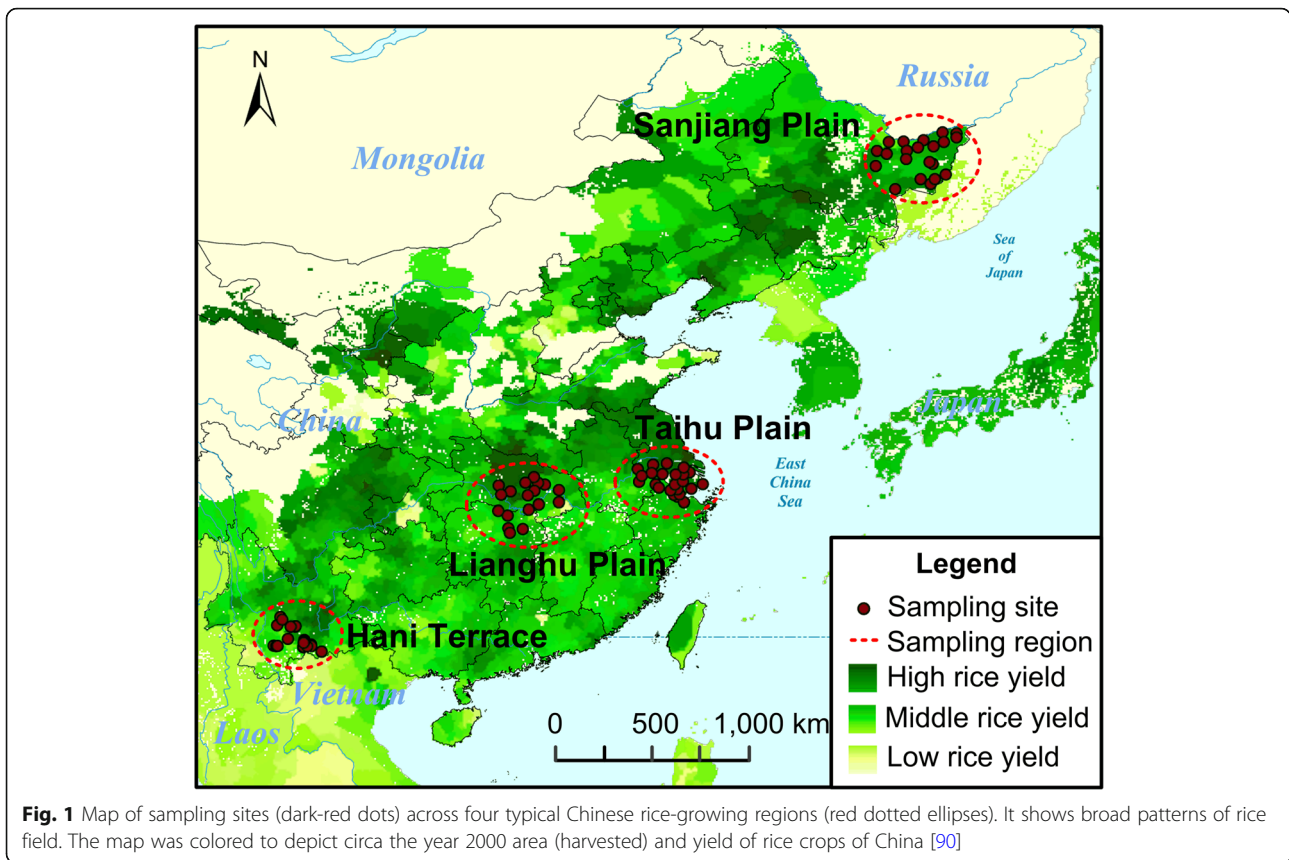 N
Russia
Sanjiang Plain
Mongolia
Sea
of
Japan
China
Japan
Taihu Plain
East
China
Sea
Lianghu Plain
Hani Terrace
Vietnam
Laos
0 500 1,000 km
Legend
Sampling site
Sampling region
High rice yield
Middle rice yield
Low rice yield
Fig. 1 Map of sampling sites (dark-red dots) across four typical Chinese rice-growing regions (red dotted ellipses). It shows broad patterns of rice
field. The map was colored to depict circa the year 2000 area (harvested) and yield of rice crops of China [90]